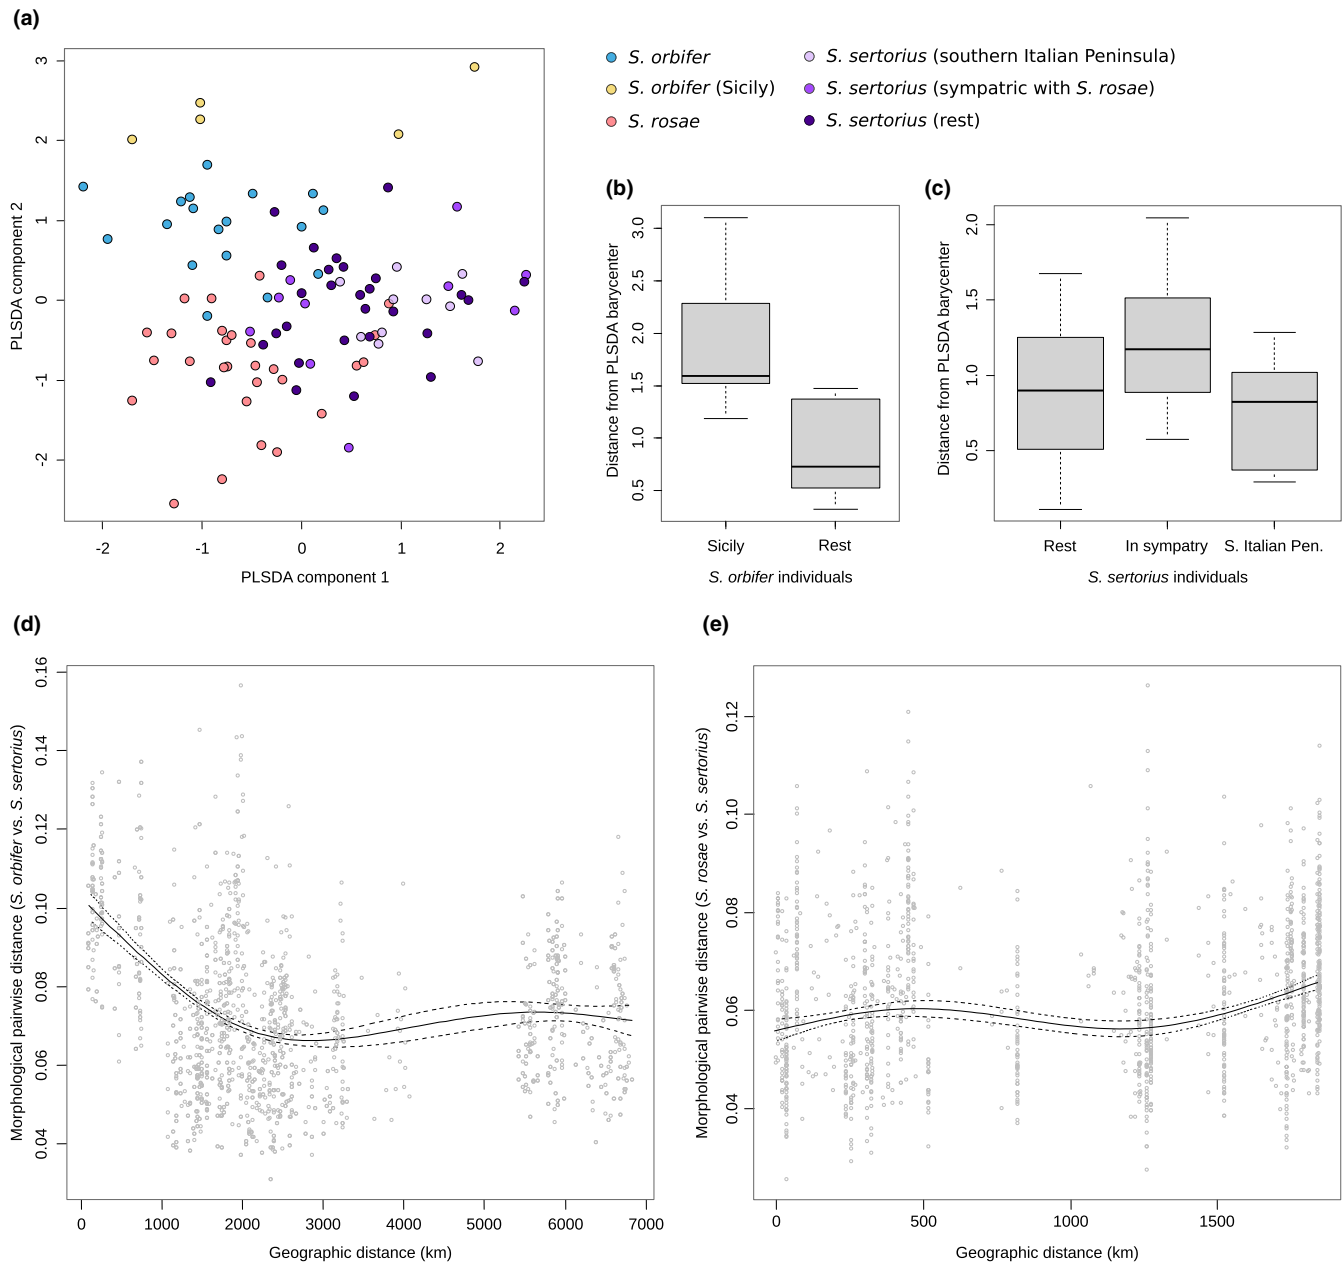 (a)
3
2
1
0
-1
-2
PLSDA component 2
-2 -1 0 1 2
PLSDA component 1
S. orbifer
S. orbifer (Sicily)
S. rosae
S. sertorius (southern Italian Peninsula)
S. sertorius (sympatric with S. rosae)
S. sertorius (rest)
(b)
Distance from PLSDA barycenter
3.0
2.5
2.0
1.5
1.0
0.5
Sicily Rest
S. orbifer individuals
(c)
Distance from PLSDA barycenter
2.0
1.5
1.0
0.5
Rest In sympatry S. Italian Pen.
S. sertorius individuals
(d)
Morphological pairwise distance (S. orbifer vs. S. sertorius)
0.16
0.14
0.12
0.10
0.08
0.06
0.04
0 1000 2000 3000 4000 5000 6000 7000
Geographic distance (km)
(e)
Morphological pairwise distance (S. rosae vs. S. sertorius)
0.12
0.10
0.08
0.06
0.04
0 500 1000 1500
Geographic distance (km)